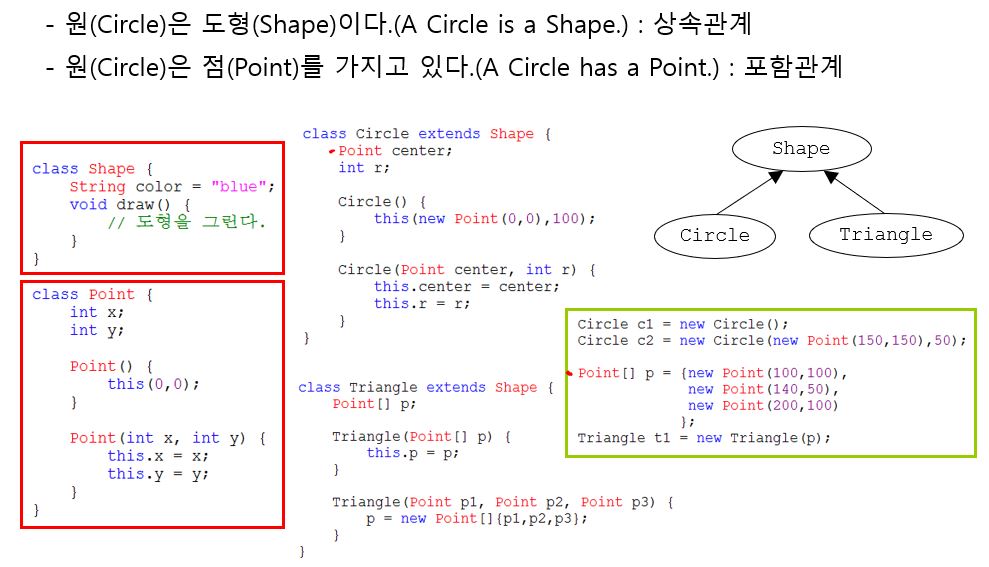 - 원(Circle)은 도형(Shape)이다.(A Circle is a Shape.) : 상속관계
- 원(Circle)은 점(Point)를 가지고 있다.(A Circle has a Point.) : 포함관계
class Shape {
String color = "blue";
void draw() {
// 도형을 그린다.
}
}
class Point {
int x;
int y;
Point() {
this(0,0);
}
Point(int x, int y) {
this.x = x;
this.y = y;
}
}
class Circle extends Shape {
Point center;
int r;
Circle() {
this(new Point(0,0),100);
}
Circle(Point center, int r) {
this.center = center;
this.r = r;
}
}
class Triangle extends Shape {
Point[] p;
Triangle(Point[] p) {
this.p = p;
}
Triangle(Point p1, Point p2, Point p3) {
p = new Point[]{p1,p2,p3};
}
}
Shape
Circle
Triangle
Circle c1 = new Circle();
Circle c2 = new Circle(new Point(150,150),50);
Point[] p = {new Point(100,100),
new Point(140,50),
new Point(200,100)
};
Triangle t1 = new Triangle(p);